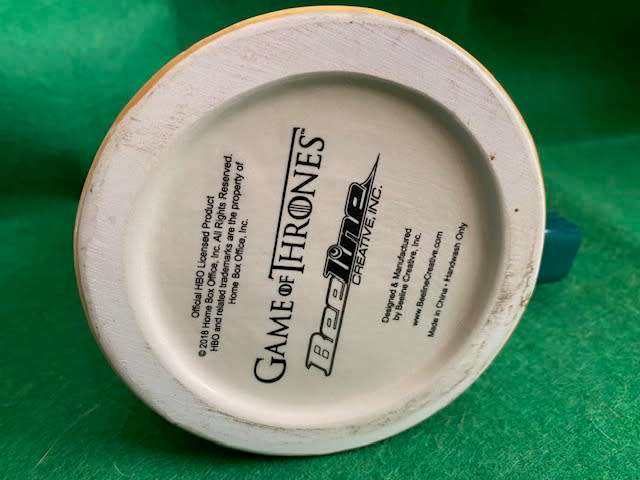 Official HBO Licensed Product
© 2018 Home Box Office, Inc. All Rights Reserved.
HBO and related trademarks are the property of
Home Box Office, Inc.
GAME OF THRONES™
Beeline
CREATIVE, INC.
Designed & Manufactured
by Beeline Creative, Inc.
www.BeelineCreative.com
Made in China · Handwash Only